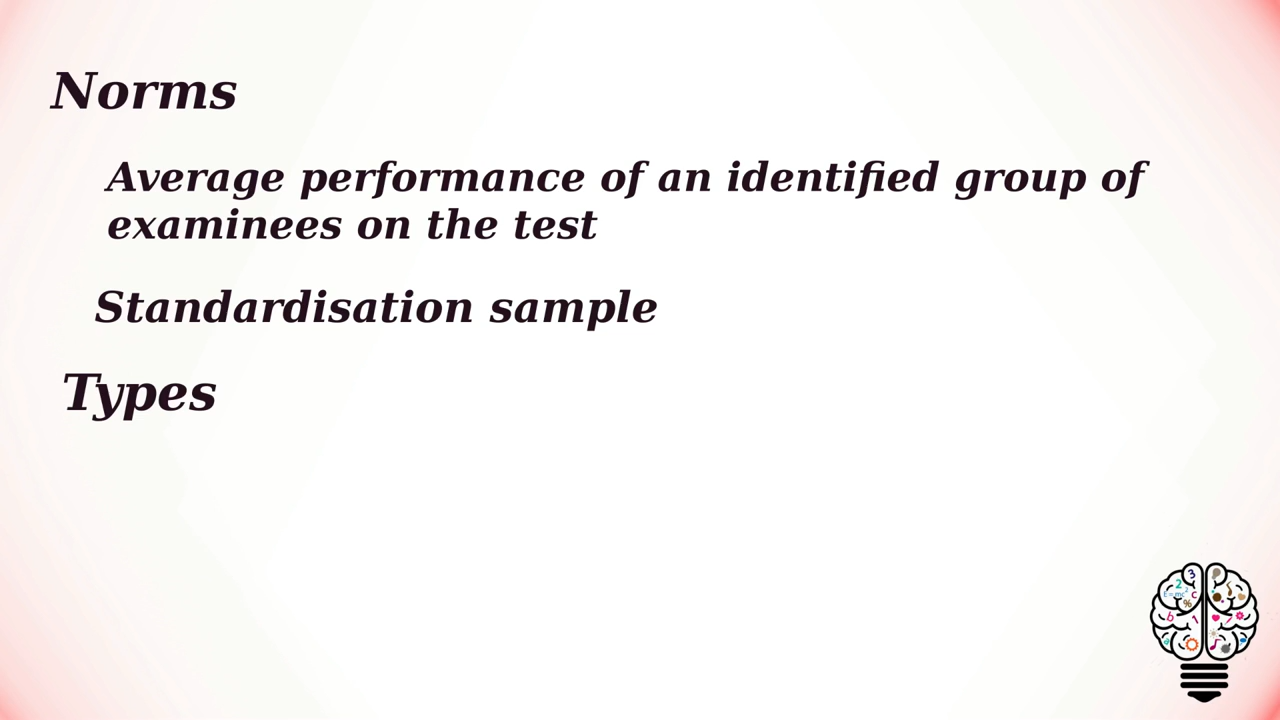 Norms
Average performance of an identified group of
examinees on the test
Standardisation sample
Types